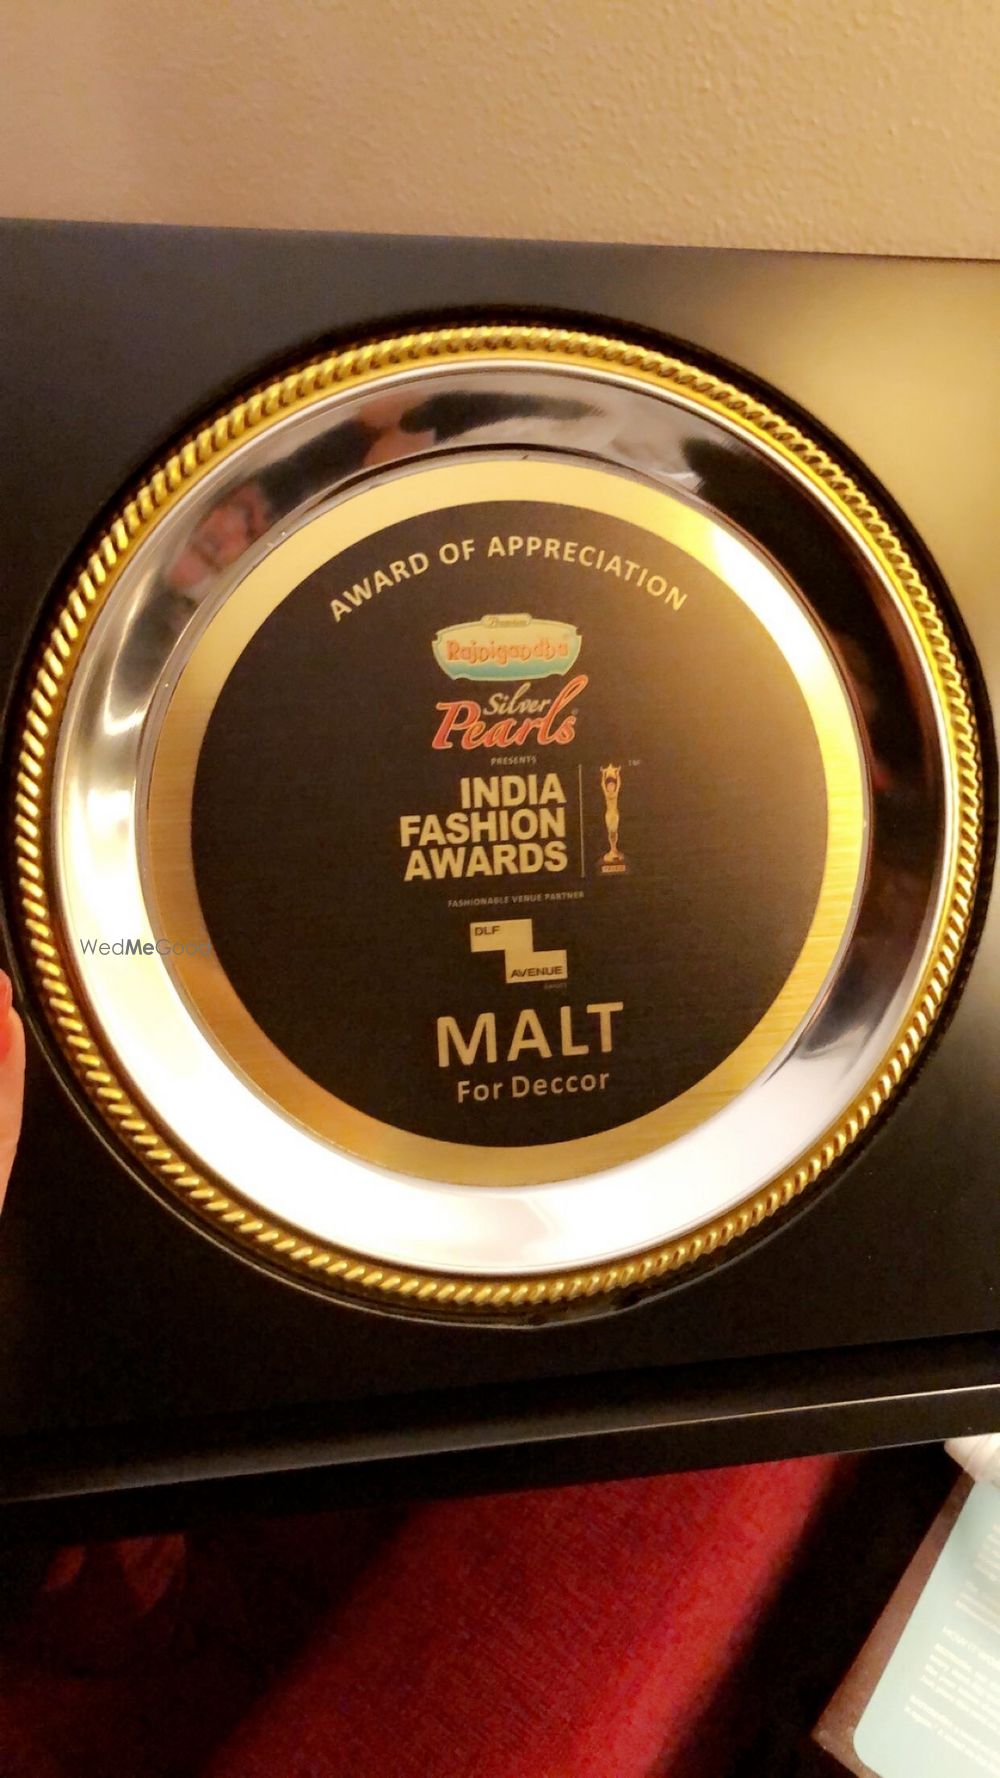 AWARD OF APPRECIATION
Premium
Rajnigandha
Silver
Pearls
PRESENTS
INDIA
FASHION
AWARDS
FASHIONABLE VENUE PARTNER
DLF
AVENUE
MALT
For Deccor
WedMeGood